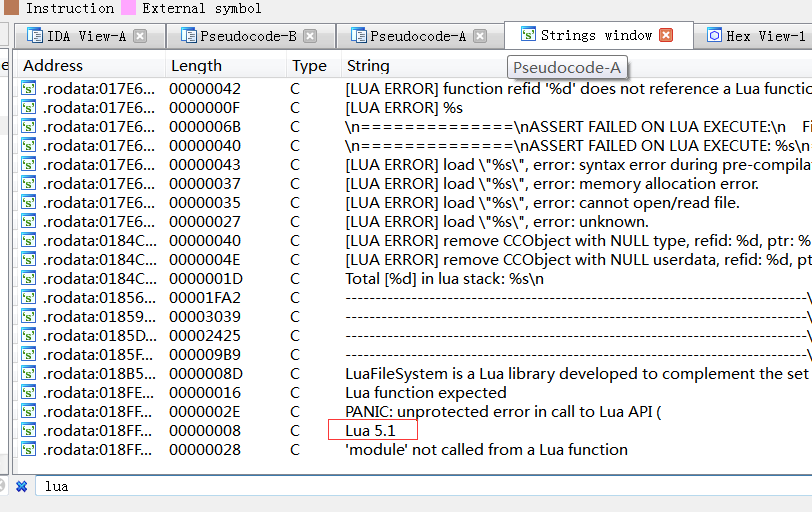 Instruction External symbol
IDA View-A Pseudocode-B Pseudocode-A Strings window Hex View-1
Address Length Type String
Pseudocode-A
.rodata:017E6... 00000042 C [LUA ERROR] function refid '%d' does not reference a Lua functio
.rodata:017E6... 0000000F C [LUA ERROR] %s
.rodata:017E6... 0000006B C \n==============\nASSERT FAILED ON LUA EXECUTE:\n Fi
.rodata:017E6... 00000040 C \n==============\nASSERT FAILED ON LUA EXECUTE: %s\n
.rodata:017E6... 00000043 C [LUA ERROR] load \"%s\", error: syntax error during pre-compila
.rodata:017E6... 00000037 C [LUA ERROR] load \"%s\", error: memory allocation error.
.rodata:017E6... 00000035 C [LUA ERROR] load \"%s\", error: cannot open/read file.
.rodata:017E6... 00000027 C [LUA ERROR] load \"%s\", error: unknown.
.rodata:0184C... 00000040 C [LUA ERROR] remove CCObject with NULL type, refid: %d, ptr: %
.rodata:0184C... 0000004E C [LUA ERROR] remove CCObject with NULL userdata, refid: %d, pt
.rodata:0184C... 0000001D C Total [%d] in lua stack: %s\n
.rodata:01856... 00001FA2 C --------------------------------------------------------------------------------\
.rodata:01859... 00003039 C --------------------------------------------------------------------------------\
.rodata:0185D... 00002425 C --------------------------------------------------------------------------------\
.rodata:0185F... 000009B9 C --------------------------------------------------------------------------------\
.rodata:018B5... 0000008D C LuaFileSystem is a Lua library developed to complement the set
.rodata:018FE... 00000016 C Lua function expected
.rodata:018FF... 0000002E C PANIC: unprotected error in call to Lua API (
.rodata:018FF... 00000008 C Lua 5.1
.rodata:018FF... 00000028 C 'module' not called from a Lua function
lua